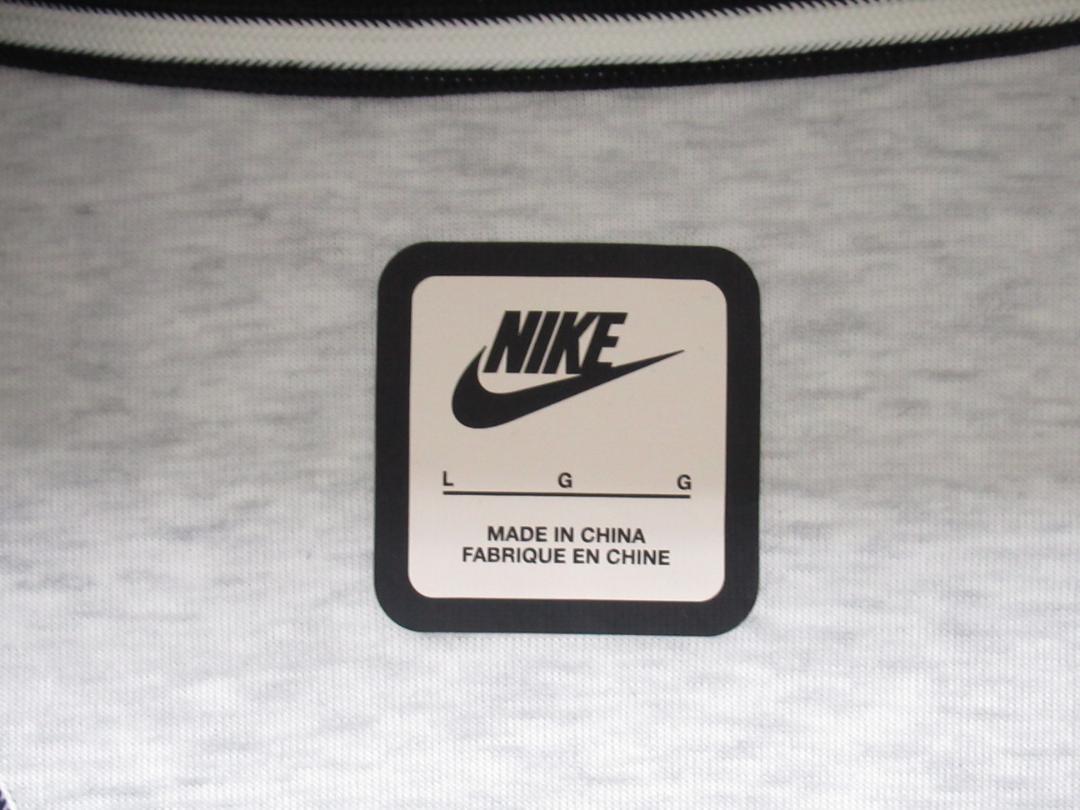 NIKE
L G G
MADE IN CHINA
FABRIQUE EN CHINE